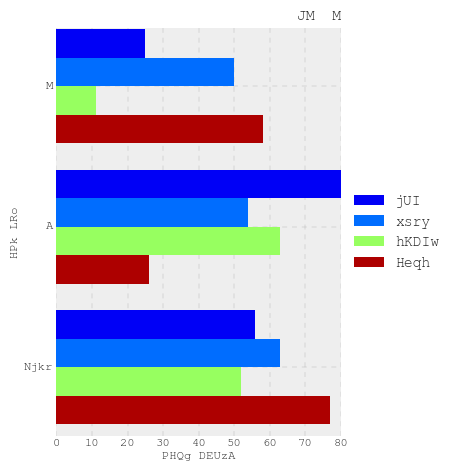 JM  M
M
A
Njkr
HPk LRo
0 10 20 30 40 50 60 70 80
PHQg DEUzA
jUI
xsry
hKDIw
Heqh